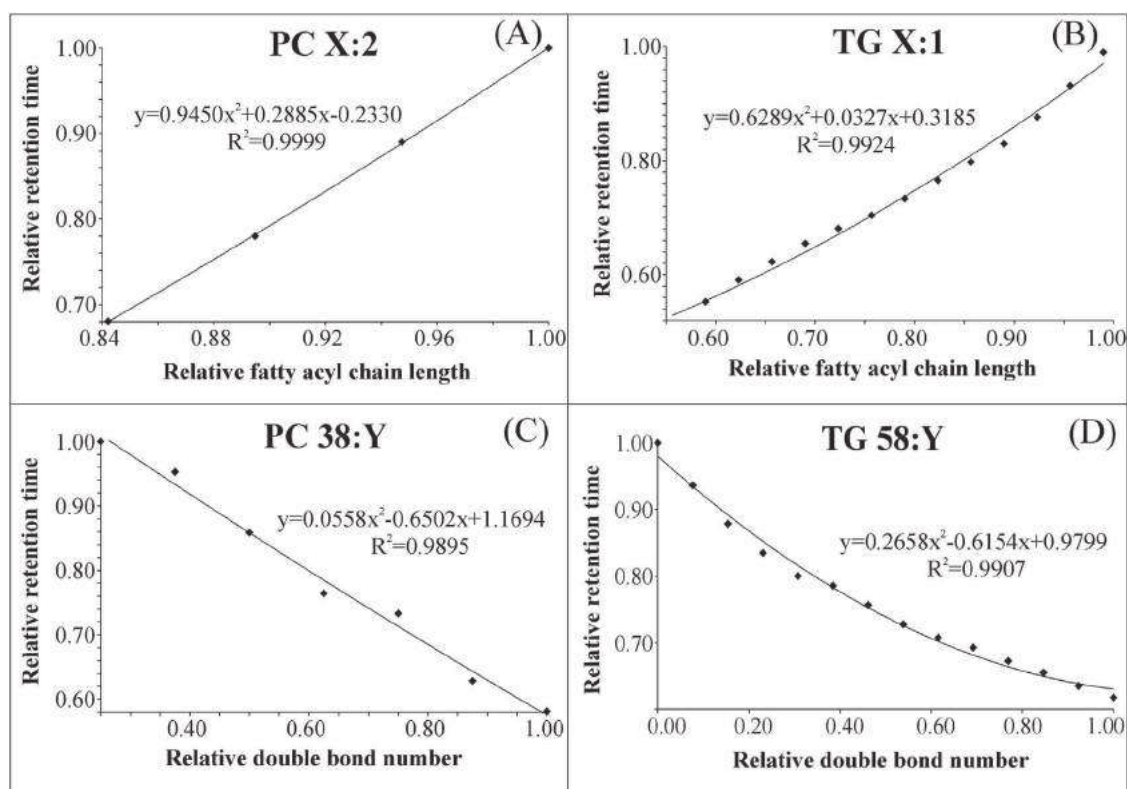 PC X:2
(A)
y=0.9450x²+0.2885x-0.2330
R²=0.9999
Relative retention time
1.00
0.90
0.80
0.70
0.84
0.88
0.92
0.96
1.00
Relative fatty acyl chain length
TG X:1
(B)
y=0.6289x²+0.0327x+0.3185
R²=0.9924
Relative retention time
1.00
0.80
0.60
0.60
0.70
0.80
0.90
1.00
Relative fatty acyl chain length
PC 38:Y
(C)
y=0.0558x²-0.6502x+1.1694
R²=0.9895
Relative retention time
1.00
0.90
0.80
0.70
0.60
0.40
0.60
0.80
1.00
Relative double bond number
TG 58:Y
(D)
y=0.2658x²-0.6154x+0.9799
R²=0.9907
Relative retention time
1.00
0.90
0.80
0.70
0.00
0.20
0.40
0.60
0.80
1.00
Relative double bond number